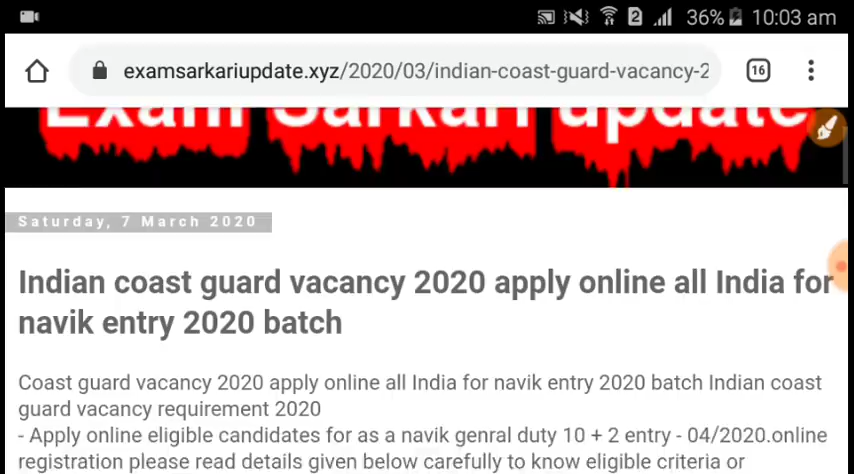 2 36% 10:03 am
examsarkariupdate.xyz/2020/03/indian-coast-guard-vacancy-2
16
Exam Sarkari update
Saturday, 7 March 2020
Indian coast guard vacancy 2020 apply online all India for
navik entry 2020 batch
Coast guard vacancy 2020 apply online all India for navik entry 2020 batch Indian coast
guard vacancy requirement 2020
- Apply online eligible candidates for as a navik genral duty 10 + 2 entry - 04/2020.online
registration please read details given below carefully to know eligible criteria or